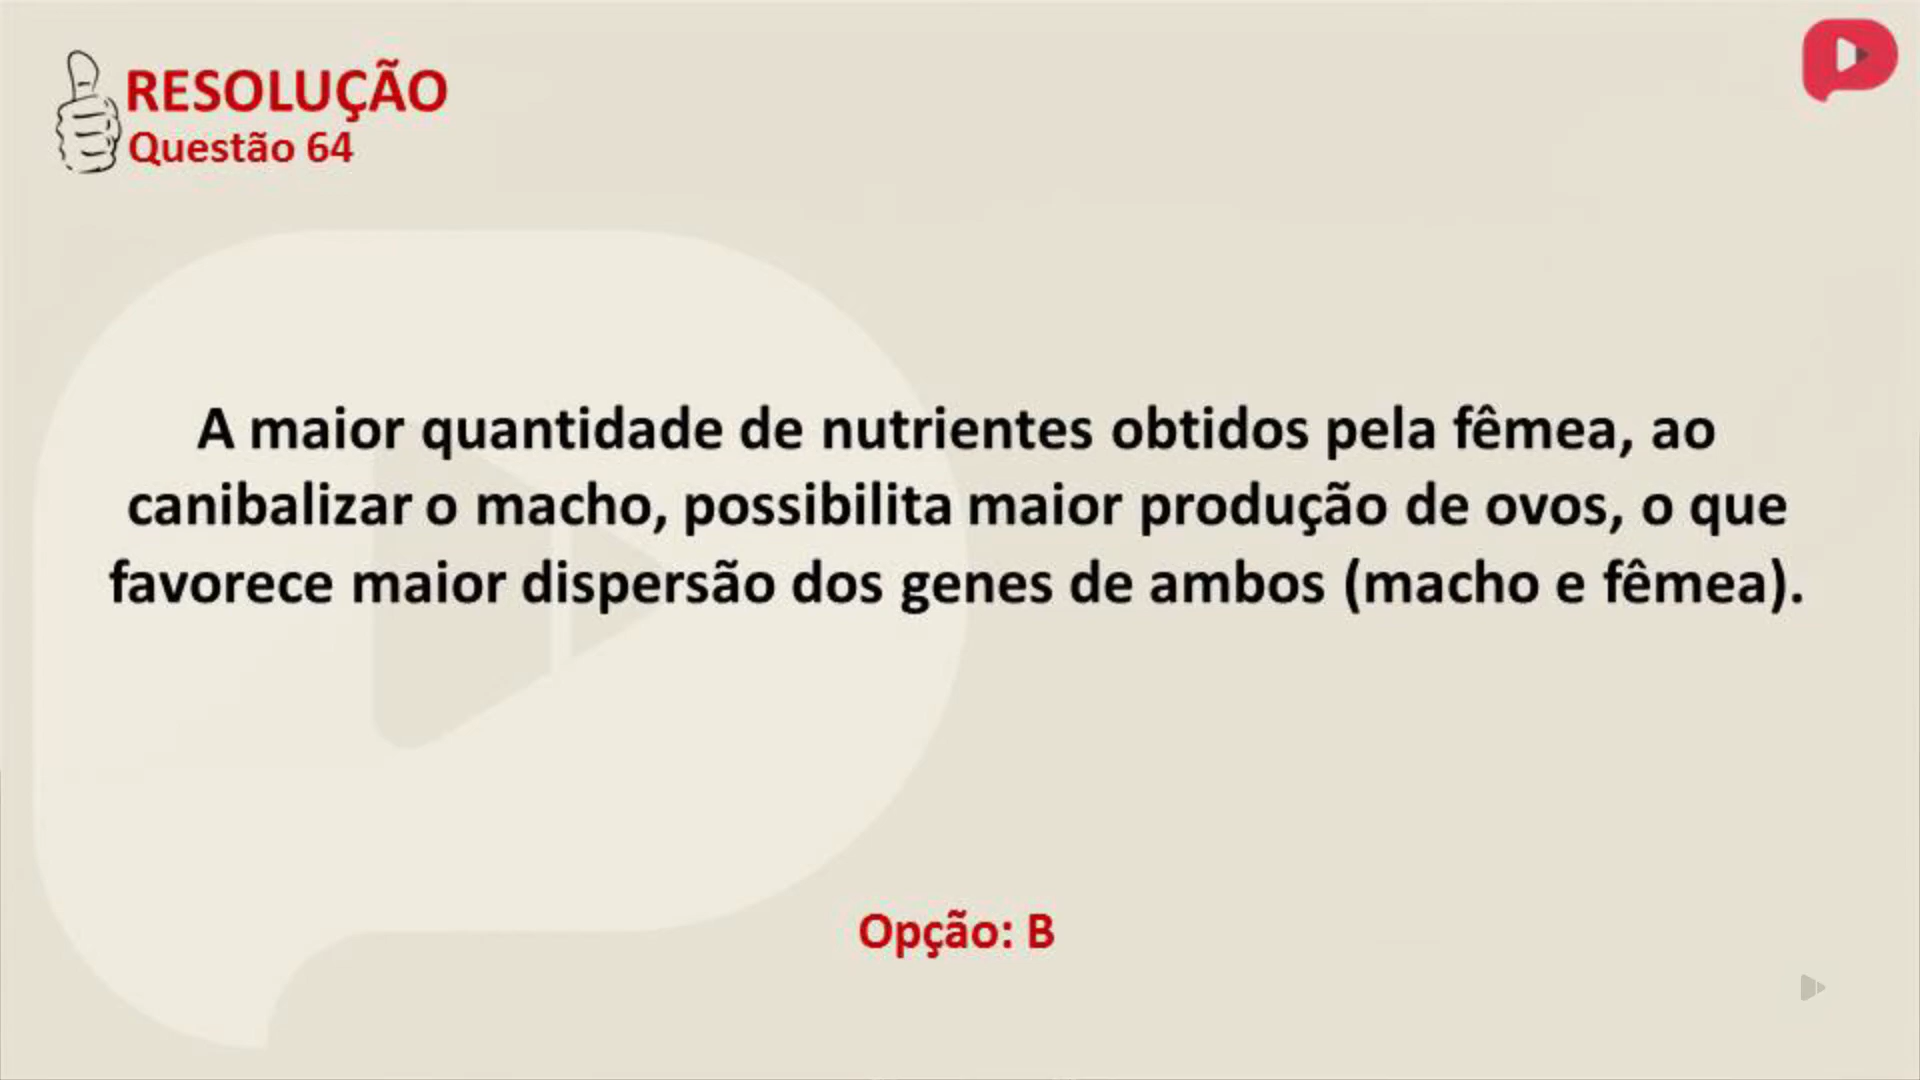 RESOLUÇÃO
Questão 64
A maior quantidade de nutrientes obtidos pela fêmea, ao
canibalizar o macho, possibilita maior produção de ovos, o que
favorece maior dispersão dos genes de ambos (macho e fêmea).
Opção: B